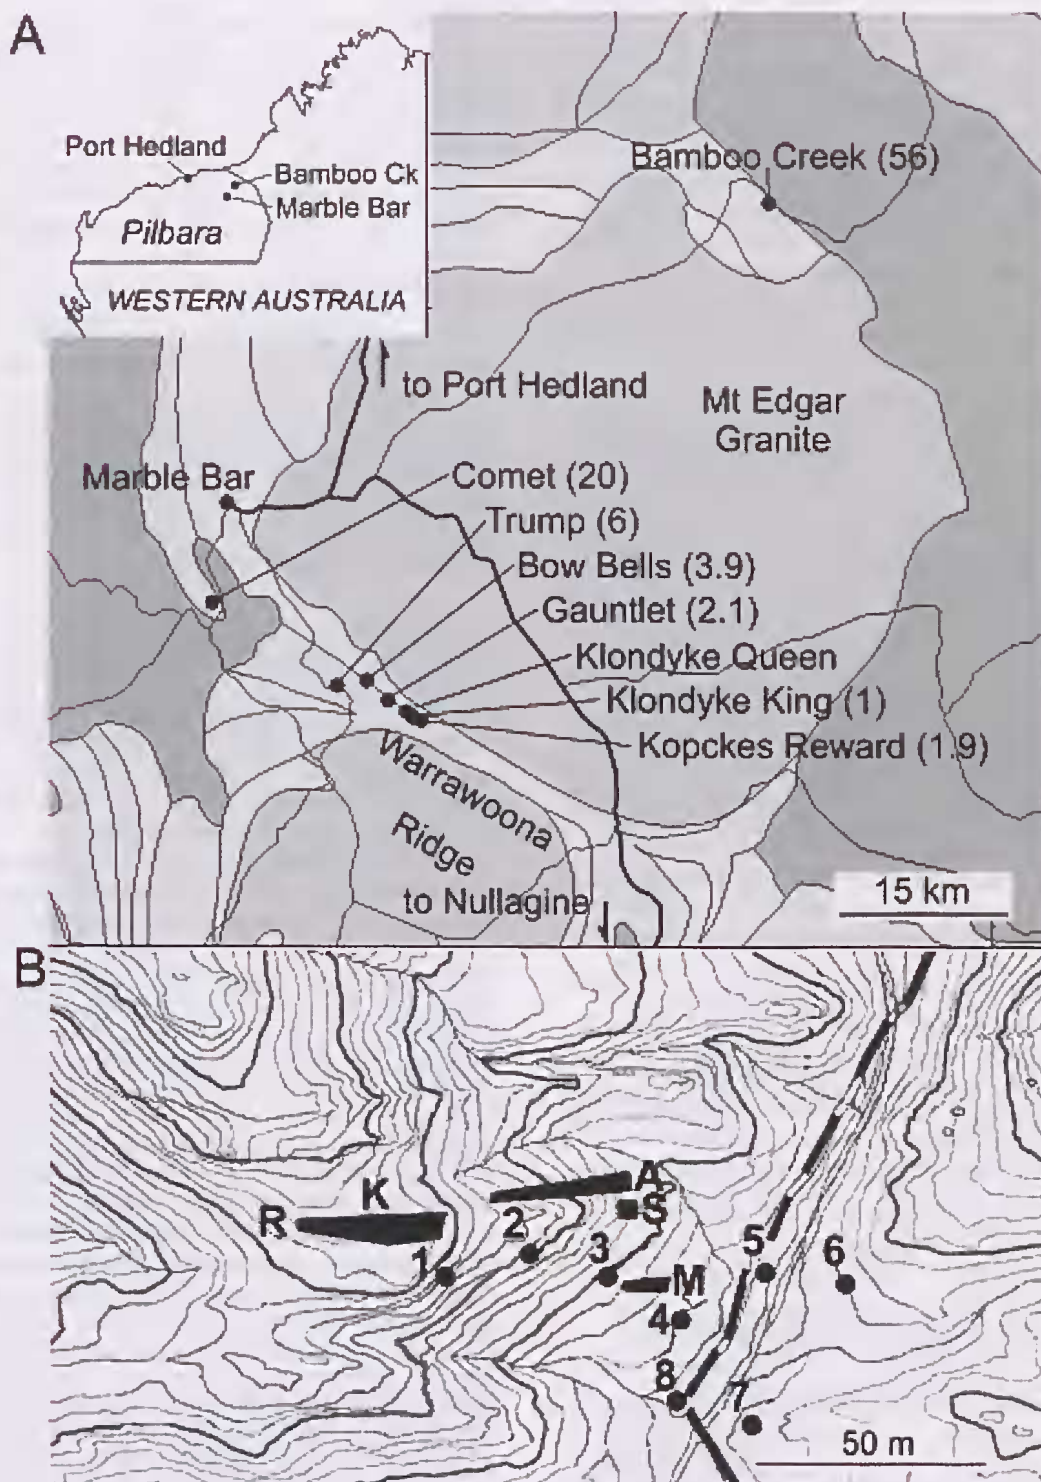 A
Port Hedland
Bamboo Ck
Marble Bar
Pilbara
WESTERN AUSTRALIA
Bamboo Creek (56)
to Port Hedland
Mt Edgar
Granite
Marble Bar
Comet (20)
Trump (6)
Bow Bells (3.9)
Gauntlet (2.1)
Klondyke Queen
Klondyke King (1)
Kopckes Reward (1.9)
Warrawoona
Ridge
to Nullagine
15 km
B
K
R
A
S
M
1
2
3
4
5
6
7
8
50 m